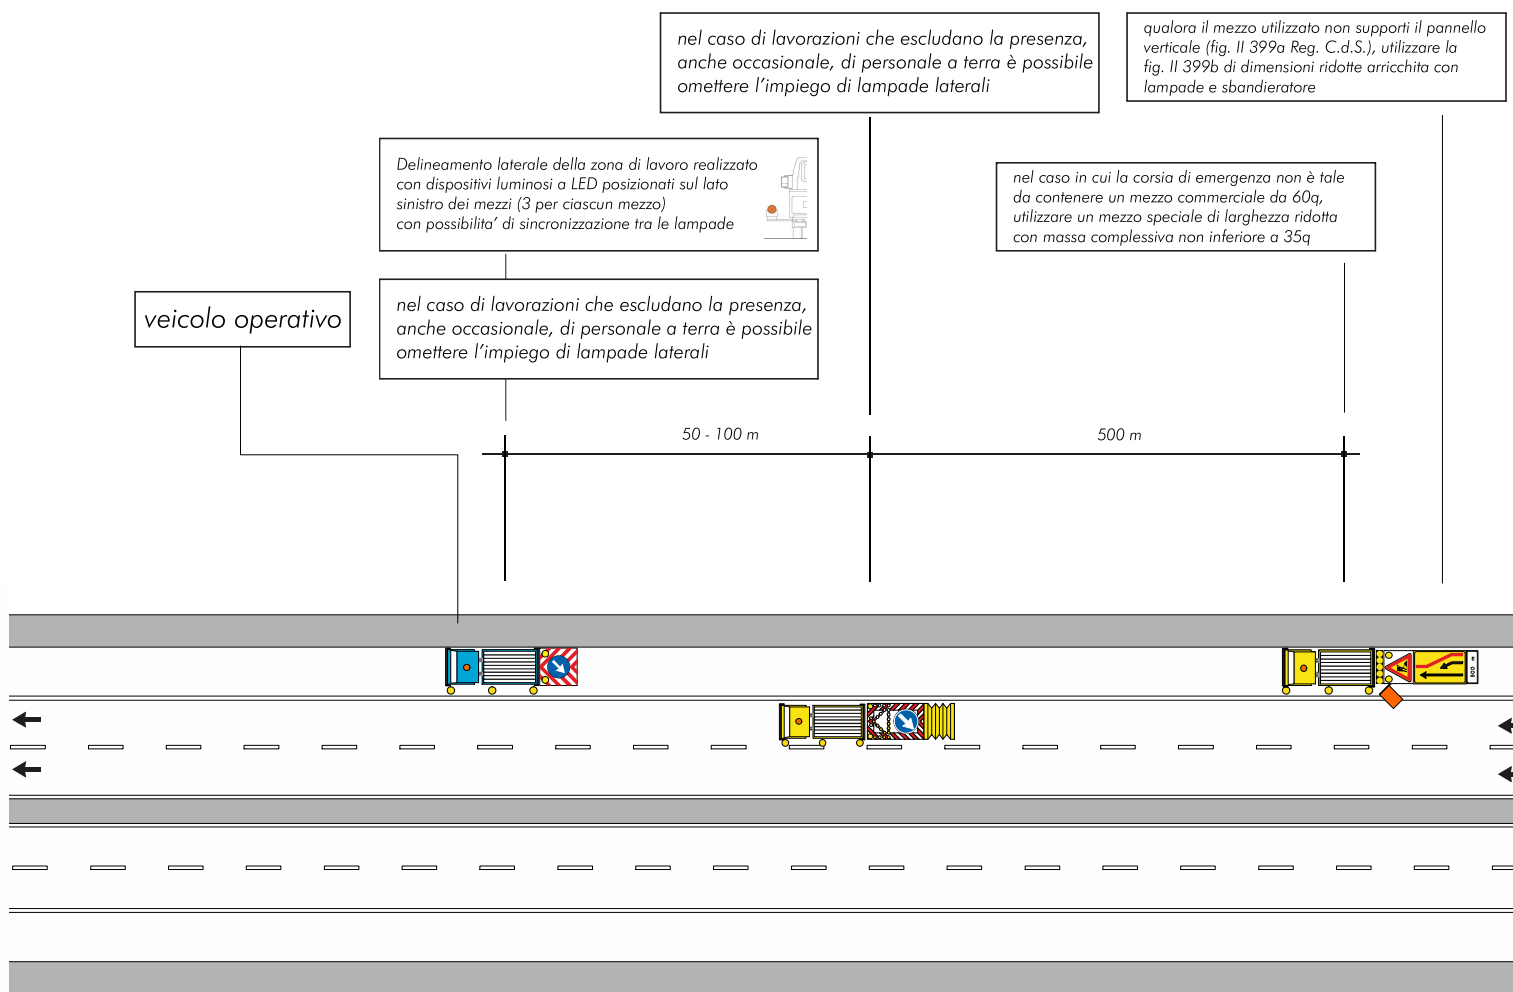 nel caso di lavorazioni che escludano la presenza,
anche occasionale, di personale a terra è possibile
omettere l'impiego di lampade laterali
qualora il mezzo utilizzato non supporti il pannello
verticale (fig. II 399a Reg. C.d.S.), utilizzare la
fig. II 399b di dimensioni ridotte arricchita con
lampade e sbandieratore
Delineamento laterale della zona di lavoro realizzato
con dispositivi luminosi a LED posizionati sul lato
sinistro dei mezzi (3 per ciascun mezzo)
con possibilita' di sincronizzazione tra le lampade
nel caso in cui la corsia di emergenza non è tale
da contenere un mezzo commerciale da 60q,
utilizzare un mezzo speciale di larghezza ridotta
con massa complessiva non inferiore a 35q
veicolo operativo
nel caso di lavorazioni che escludano la presenza,
anche occasionale, di personale a terra è possibile
omettere l'impiego di lampade laterali
50 - 100 m
500 m
500 m